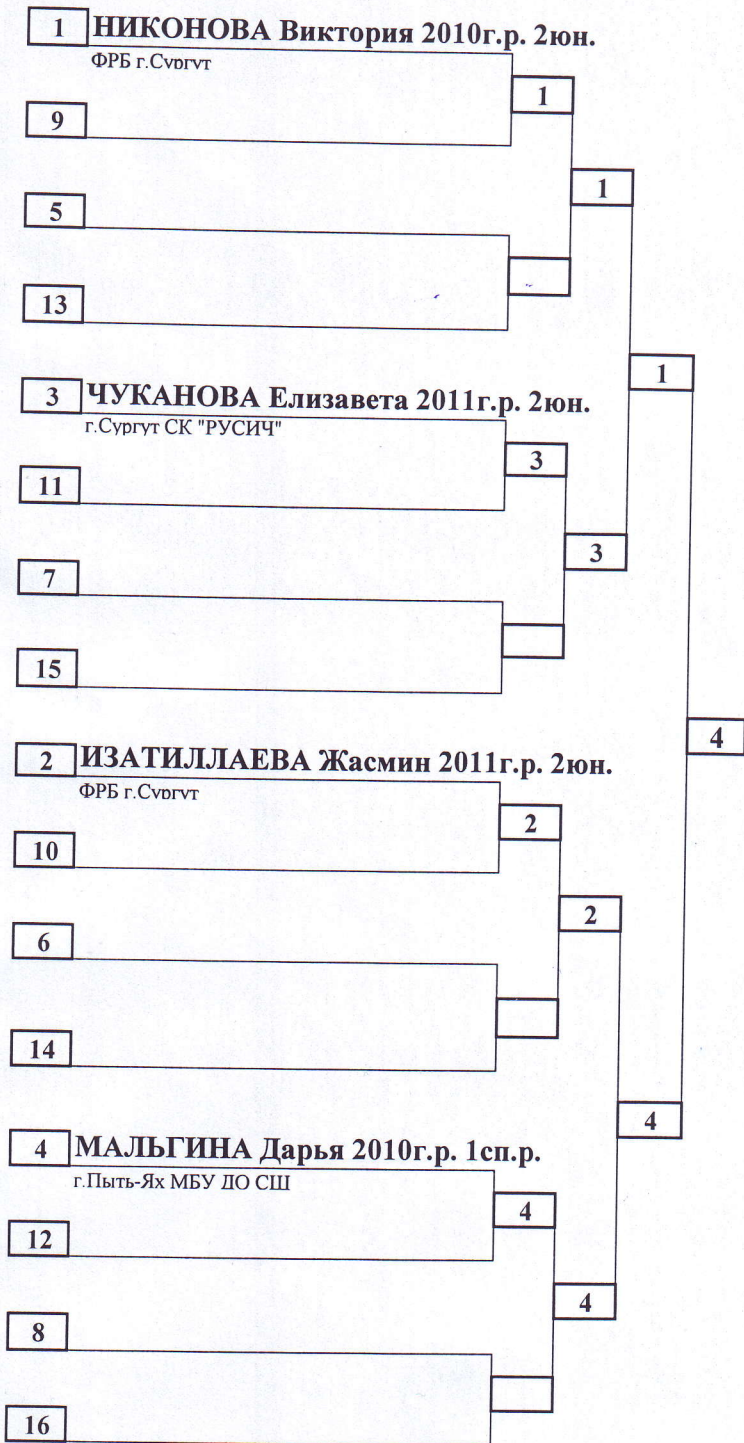 1 НИКОНОВА Виктория 2010г.р. 2юн.
ФРБ г.Сургут
1
9
1
5
13
1
3 ЧУКАНОВА Елизавета 2011г.р. 2юн.
г.Сургут СК "РУСИЧ"
3
11
3
7
15
4
2 ИЗАТИЛЛАЕВА Жасмин 2011г.р. 2юн.
ФРБ г.Сургут
2
10
2
6
14
4
4 МАЛЬГИНА Дарья 2010г.р. 1сп.р.
г.Пыть-Ях МБУ ДО СШ
4
12
4
8
16